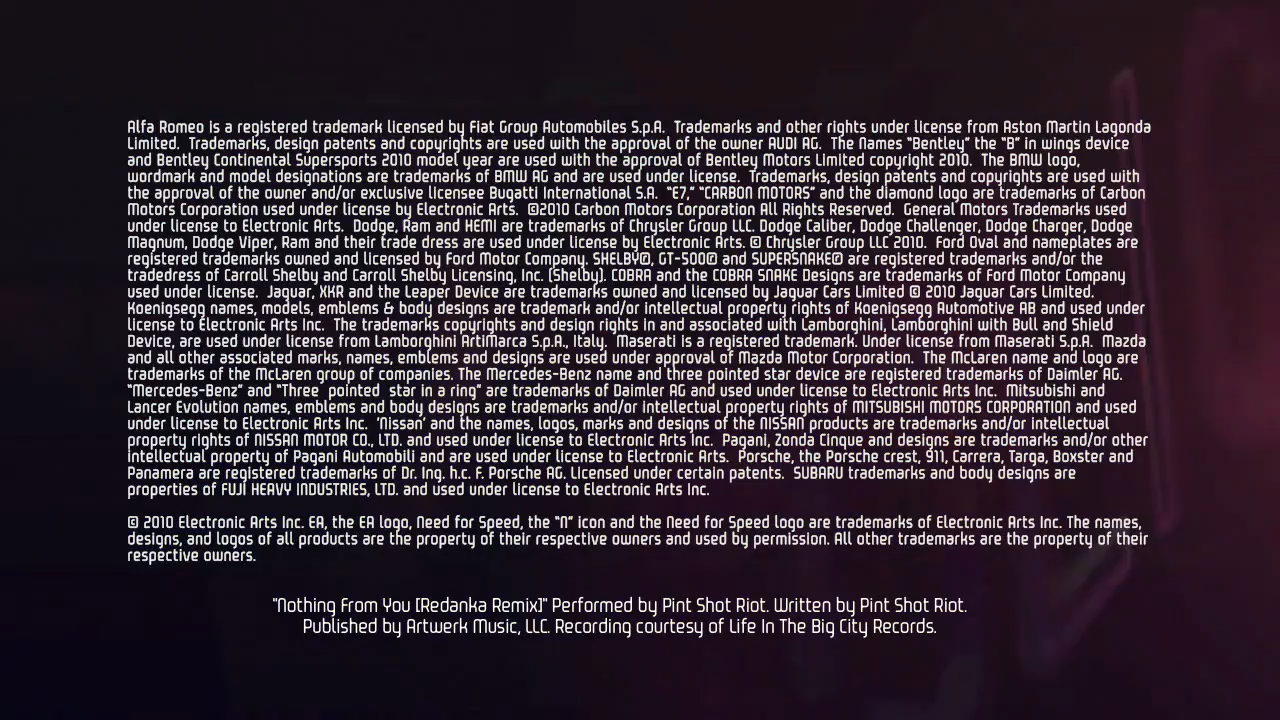 Alfa Romeo is a registered trademark licensed by Fiat Group Automobiles S.p.A.  Trademarks and other rights under license from Aston Martin Lagonda
Limited.  Trademarks, design patents and copyrights are used with the approval of the owner AUDI AG.  The Names “Bentley” the “B” in wings device
and Bentley Continental Supersports 2010 model year are used with the approval of Bentley Motors Limited copyright 2010.  The BMW logo,
wordmark and model designations are trademarks of BMW AG and are used under license.  Trademarks, design patents and copyrights are used with
the approval of the owner and/or exclusive licensee Bugatti International S.A.  “E7,” “CARBON MOTORS” and the diamond logo are trademarks of Carbon
Motors Corporation used under license by Electronic Arts.  ©2010 Carbon Motors Corporation All Rights Reserved.  General Motors Trademarks used
under license to Electronic Arts.  Dodge, Ram and HEMI are trademarks of Chrysler Group LLC. Dodge Caliber, Dodge Challenger, Dodge Charger, Dodge
Magnum, Dodge Viper, Ram and their trade dress are used under license by Electronic Arts. © Chrysler Group LLC 2010.  Ford Oval and nameplates are
registered trademarks owned and licensed by Ford Motor Company. SHELBY®, GT-500® and SUPERSNAKE® are registered trademarks and/or the
tradedress of Carroll Shelby and Carroll Shelby Licensing, Inc. (Shelby). COBRA and the COBRA SNAKE Designs are trademarks of Ford Motor Company
used under license.  Jaguar, XKR and the Leaper Device are trademarks owned and licensed by Jaguar Cars Limited © 2010 Jaguar Cars Limited.
Koenigsegg names, models, emblems & body designs are trademark and/or intellectual property rights of Koenigsegg Automotive AB and used under
license to Electronic Arts Inc.  The trademarks copyrights and design rights in and associated with Lamborghini, Lamborghini with Bull and Shield
Device, are used under license from Lamborghini ArtiMarca S.p.A., Italy.  Maserati is a registered trademark. Under license from Maserati S.p.A.  Mazda
and all other associated marks, names, emblems and designs are used under approval of Mazda Motor Corporation.  The McLaren name and logo are
trademarks of the McLaren group of companies. The Mercedes-Benz name and three pointed star device are registered trademarks of Daimler AG.
“Mercedes-Benz” and “Three  pointed  star in a ring” are trademarks of Daimler AG and used under license to Electronic Arts Inc.  Mitsubishi and
Lancer Evolution names, emblems and body designs are trademarks and/or intellectual property rights of MITSUBISHI MOTORS CORPORATION and used
under license to Electronic Arts Inc.  ‘Nissan’ and the names, logos, marks and designs of the NISSAN products are trademarks and/or intellectual
property rights of NISSAN MOTOR CO., LTD. and used under license to Electronic Arts Inc.  Pagani, Zonda Cinque and designs are trademarks and/or other
intellectual property of Pagani Automobili and are used under license to Electronic Arts.  Porsche, the Porsche crest, 911, Carrera, Targa, Boxster and
Panamera are registered trademarks of Dr. Ing. h.c. F. Porsche AG. Licensed under certain patents.  SUBARU trademarks and body designs are
properties of FUJI HEAVY INDUSTRIES, LTD. and used under license to Electronic Arts Inc.
© 2010 Electronic Arts Inc. EA, the EA logo, Need for Speed, the “N” icon and the Need for Speed logo are trademarks of Electronic Arts Inc. The names,
designs, and logos of all products are the property of their respective owners and used by permission. All other trademarks are the property of their
respective owners.
"Nothing From You [Redanka Remix]" Performed by Pint Shot Riot. Written by Pint Shot Riot.
Published by Artwerk Music, LLC. Recording courtesy of Life In The Big City Records.